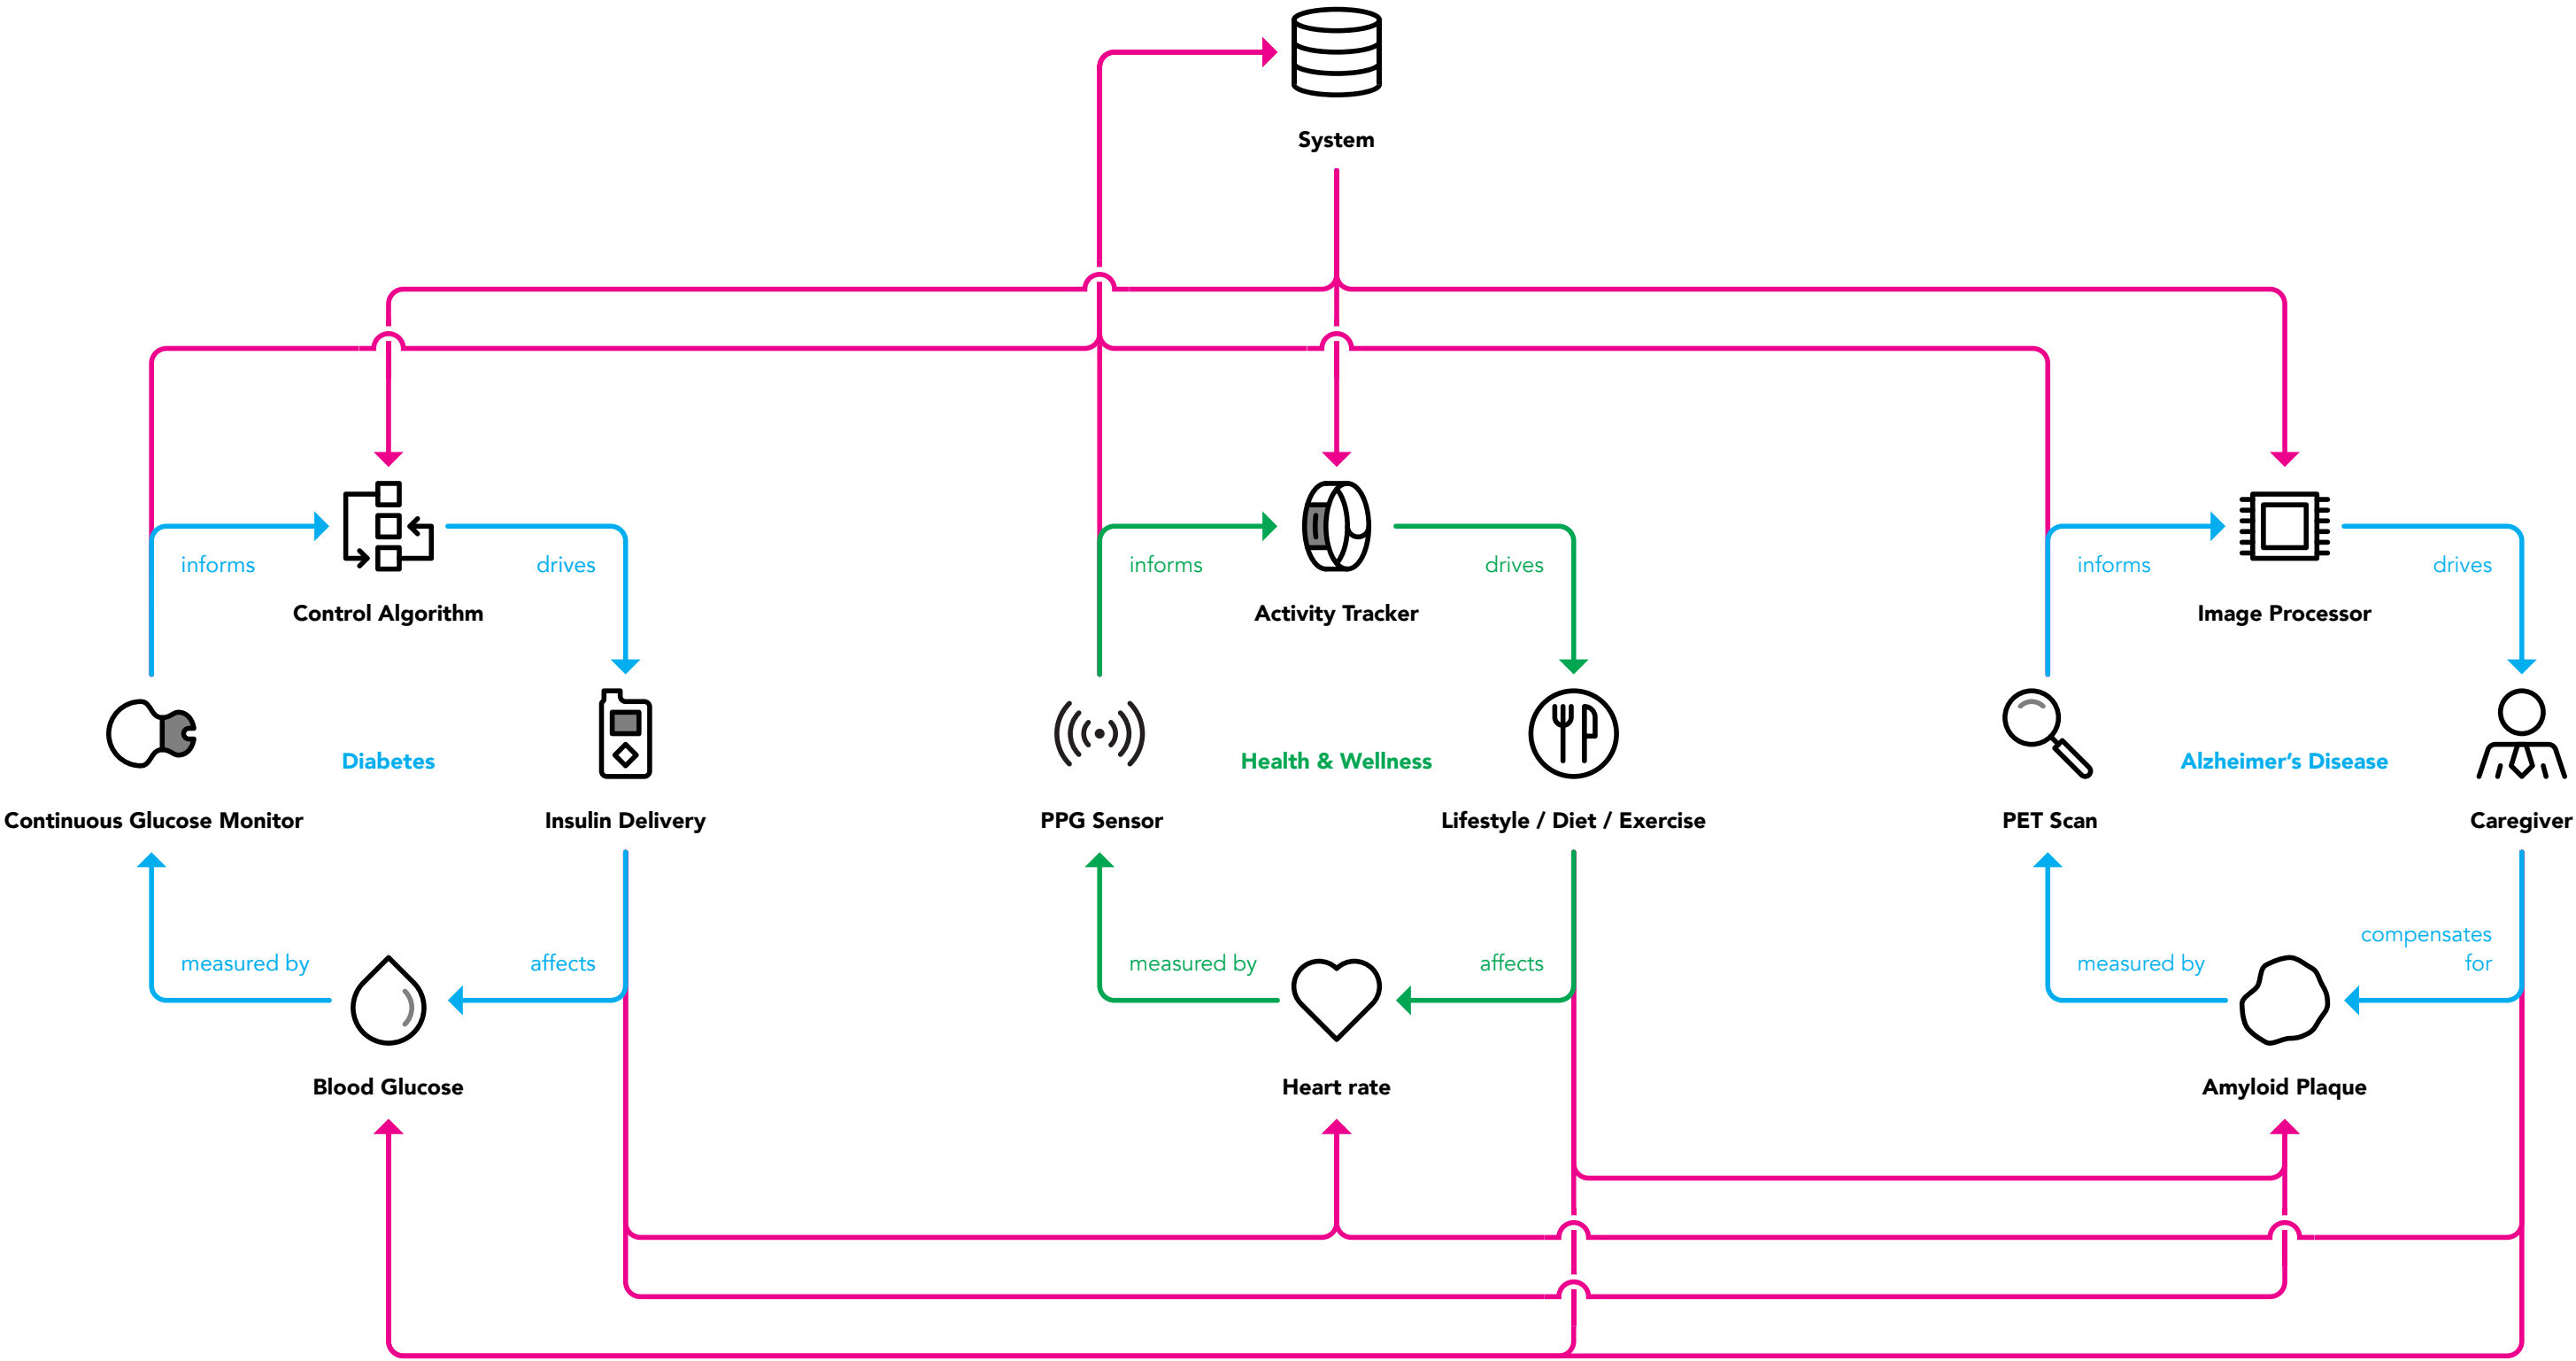 System
informs
drives
Control Algorithm
informs
drives
Activity Tracker
informs
drives
Image Processor
Diabetes
Continuous Glucose Monitor
Insulin Delivery
Health & Wellness
PPG Sensor
Lifestyle / Diet / Exercise
Alzheimer’s Disease
PET Scan
Caregiver
measured by
affects
Blood Glucose
measured by
affects
Heart rate
measured by
compensates
for
Amyloid Plaque